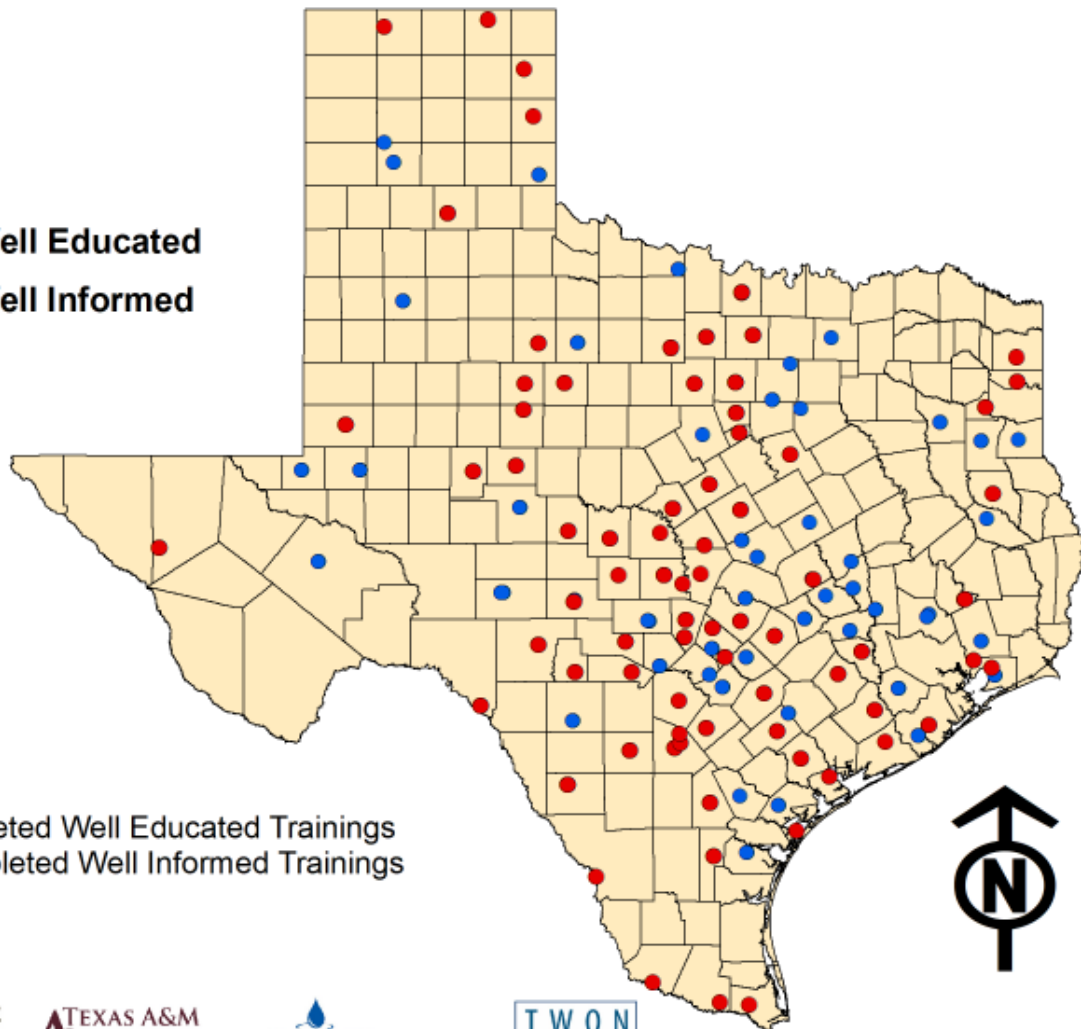 ell Educated
ell Informed
eted Well Educated Trainings
leted Well Informed Trainings
N
TEXAS A&M
TWON